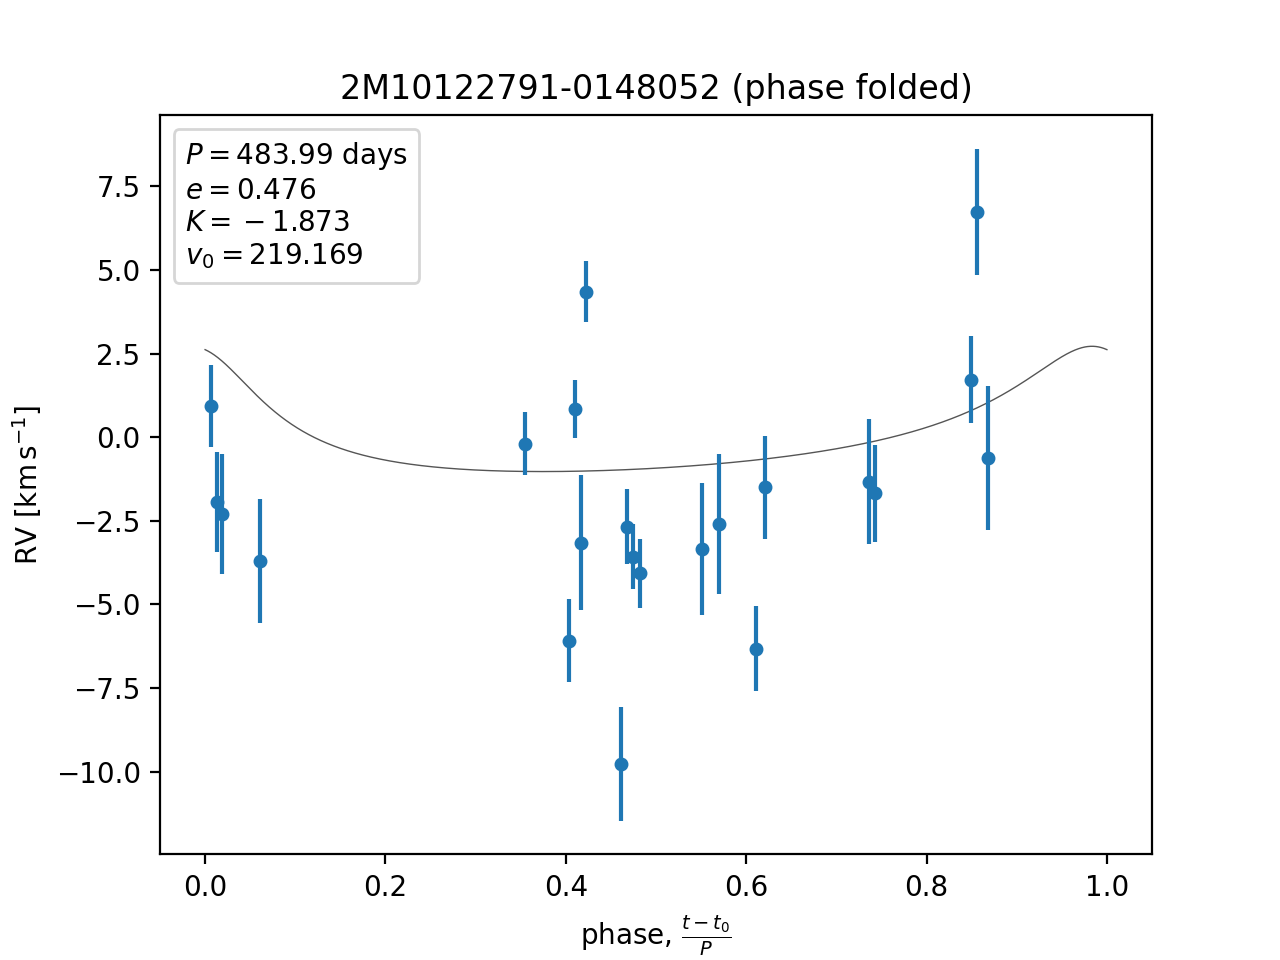 2M10122791-0148052 (phase folded)
P = 483.99 days
e = 0.476
K = −1.873
v₀ = 219.169
7.5
5.0
2.5
0.0
−2.5
−5.0
−7.5
−10.0
RV [km s⁻¹]
0.0 0.2 0.4 0.6 0.8 1.0
phase, (t − t₀)/P